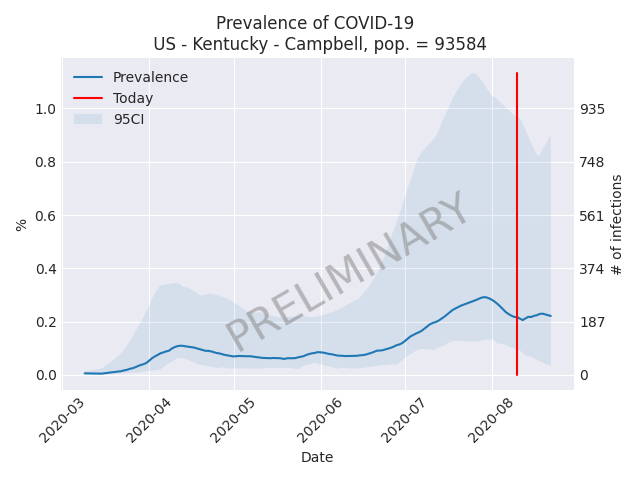 Prevalence of COVID-19
US - Kentucky - Campbell, pop. = 93584
Prevalence
Today
95CI
1.0
0.8
0.6
0.4
0.2
0.0
%
935
748
561
374
187
0
# of infections
PRELIMINARY
2020-03
2020-04
2020-05
2020-06
2020-07
2020-08
Date